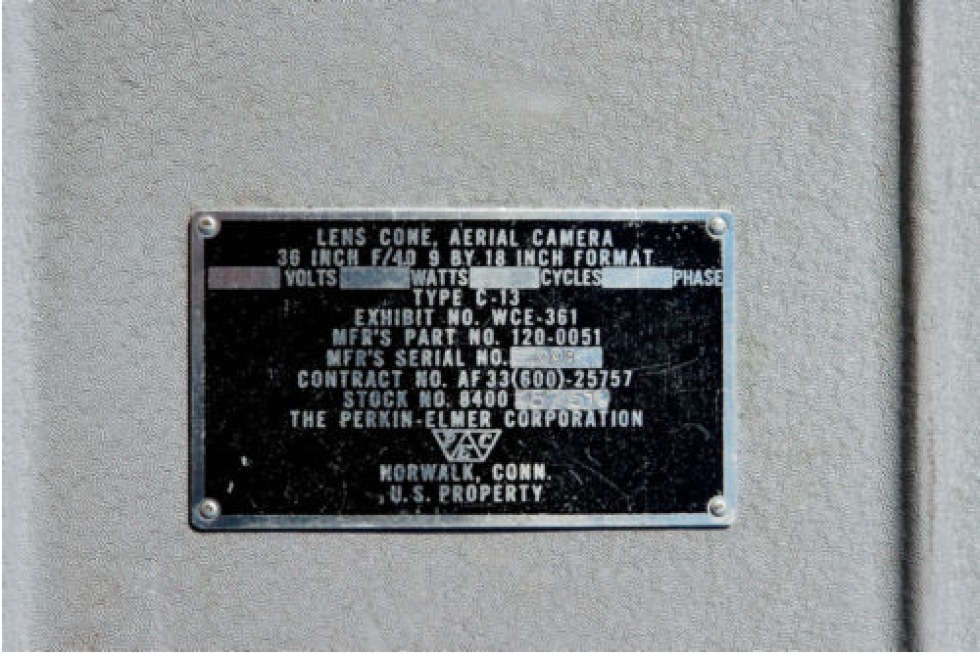 LENS CONE, AERIAL CAMERA
36 INCH F/4.0 9 BY 18 INCH FORMAT
VOLTS WATTS CYCLES PHASE
TYPE C-13
EXHIBIT NO. WCE-361
MFR'S PART NO. 120-0051
MFR'S SERIAL NO.
CONTRACT NO. AF 33(600)-25757
STOCK NO. 8400
THE PERKIN-ELMER CORPORATION
NORWALK, CONN.
U.S. PROPERTY